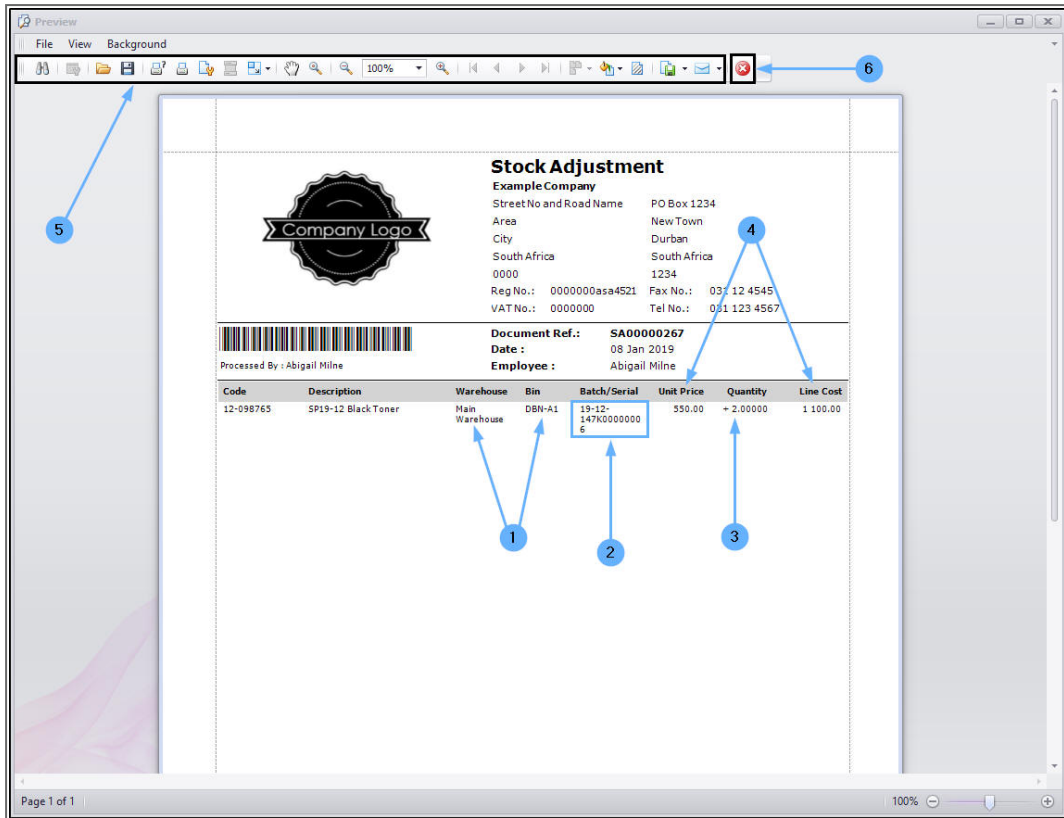 Preview
File View Background
100%
6
5
Stock Adjustment
Example Company
Street No and Road Name PO Box 1234
Area New Town
City Durban
South Africa South Africa
0000 1234
Reg No.: 0000000asa4521 Fax No.: 031 12 4545
VAT No.: 0000000 Tel No.: 031 123 4567
Company Logo
4
Document Ref.: SA00000267
Date : 08 Jan 2019
Employee : Abigail Milne
Processed By : Abigail Milne
Code Description Warehouse Bin Batch/Serial Unit Price Quantity Line Cost
12-098765 SP19-12 Black Toner Main Warehouse DBN-A1 19-12-147K00000006 550.00 + 2.00000 1 100.00
1
2
3
Page 1 of 1
100%